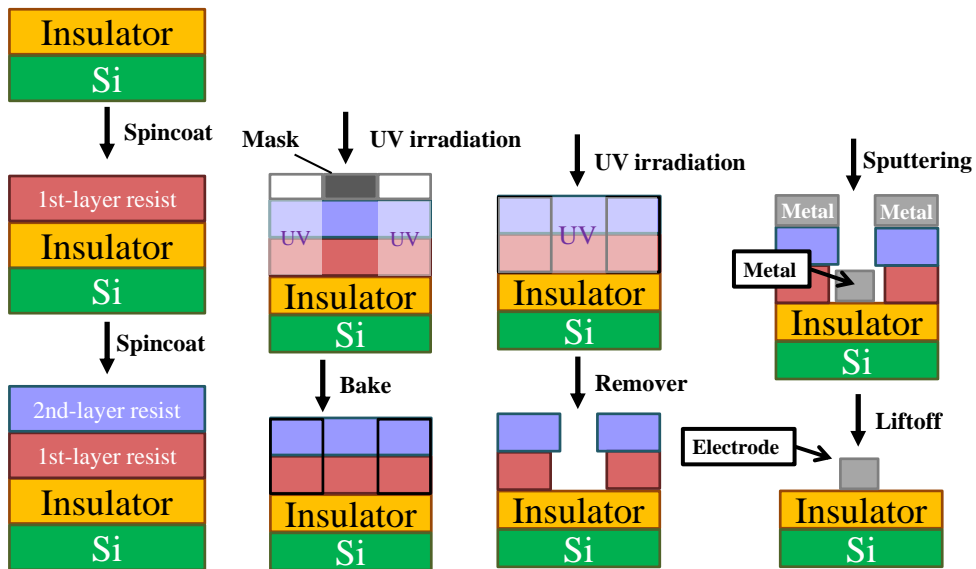 Insulator
Si
Spincoat
1st-layer resist
Insulator
Si
Spincoat
2nd-layer resist
1st-layer resist
Insulator
Si
Mask
UV irradiation
UV
UV
Insulator
Si
Bake
Insulator
Si
UV irradiation
UV
Insulator
Si
Remover
Insulator
Si
Sputtering
Metal
Metal
Metal
Insulator
Si
Liftoff
Electrode
Insulator
Si